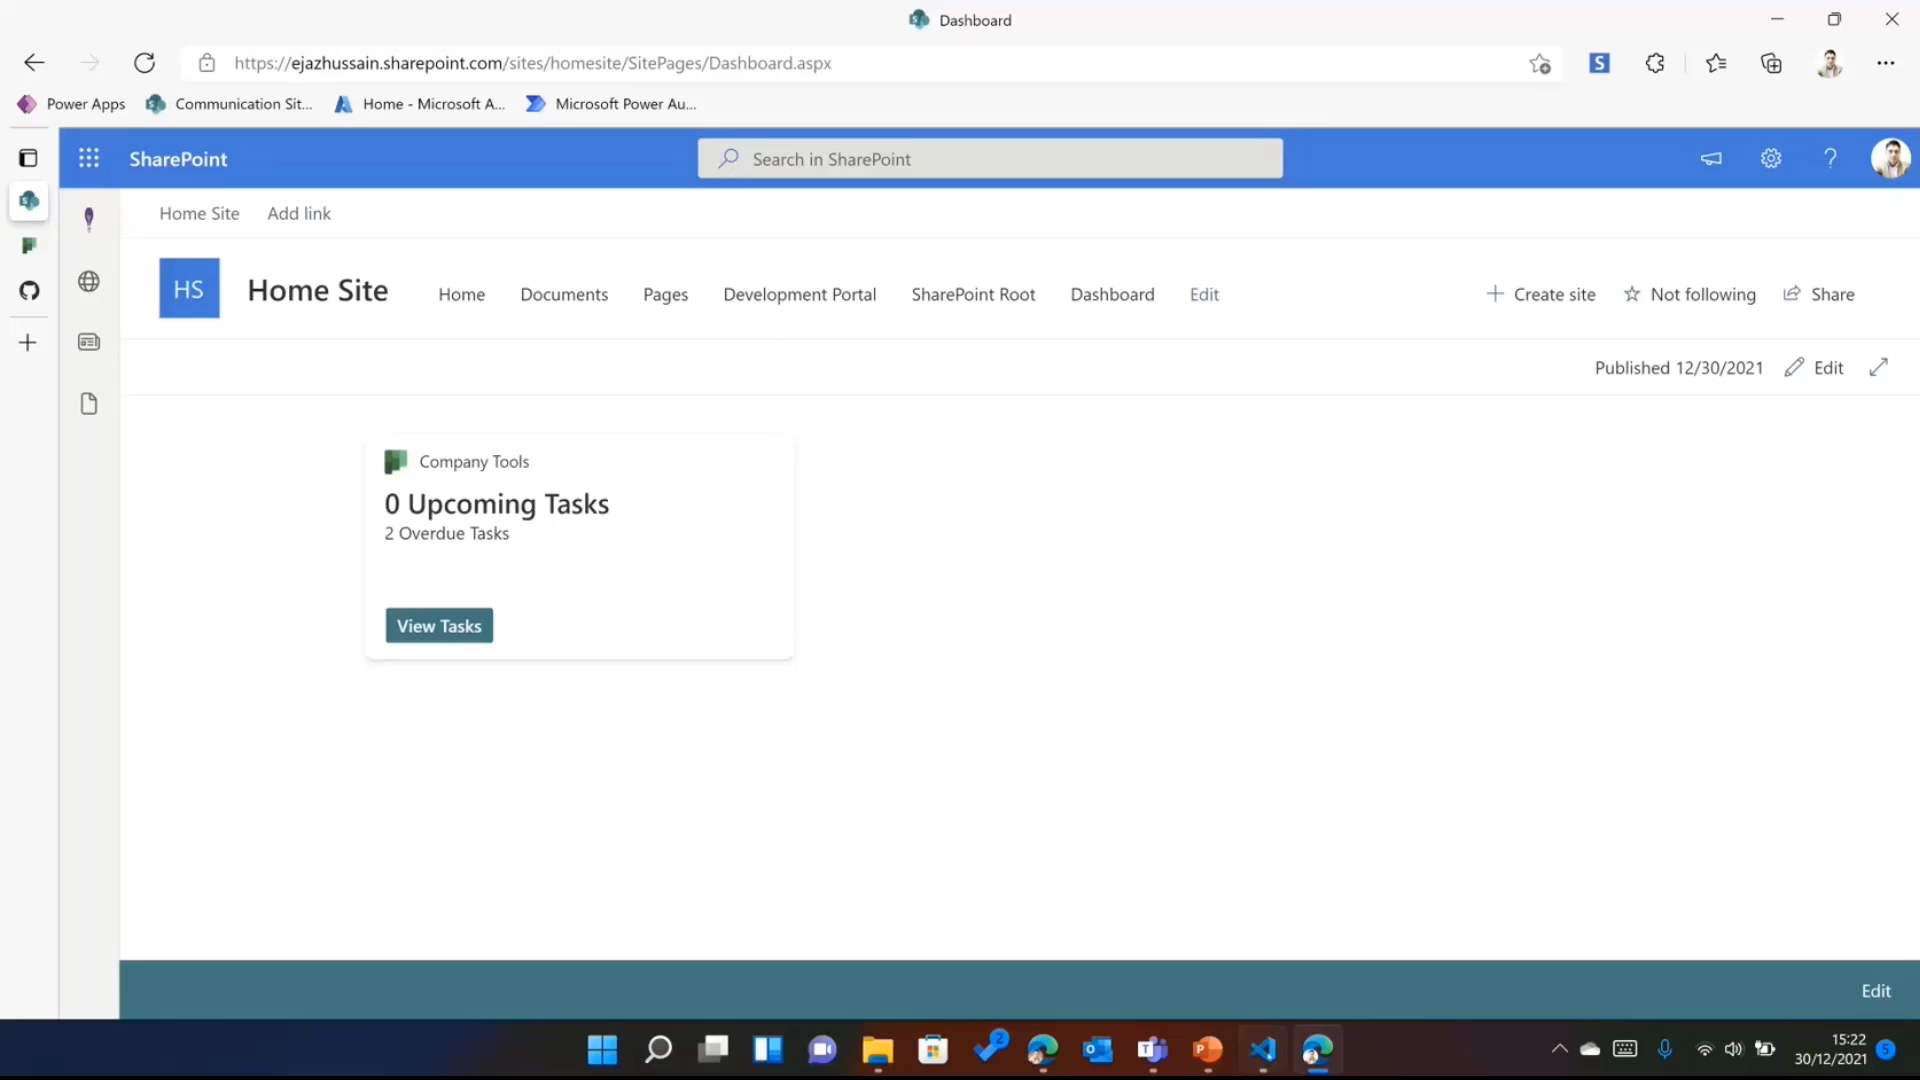 Dashboard
https://ejazhussain.sharepoint.com/sites/homesite/SitePages/Dashboard.aspx
S
Power Apps
Communication Sit...
Home - Microsoft A...
Microsoft Power Au...
SharePoint
Search in SharePoint
?
Home Site
Add link
HS
Home Site
Home
Documents
Pages
Development Portal
SharePoint Root
Dashboard
Edit
Create site
Not following
Share
Published 12/30/2021
Edit
Company Tools
0 Upcoming Tasks
2 Overdue Tasks
View Tasks
Edit
2
15:22
30/12/2021
5